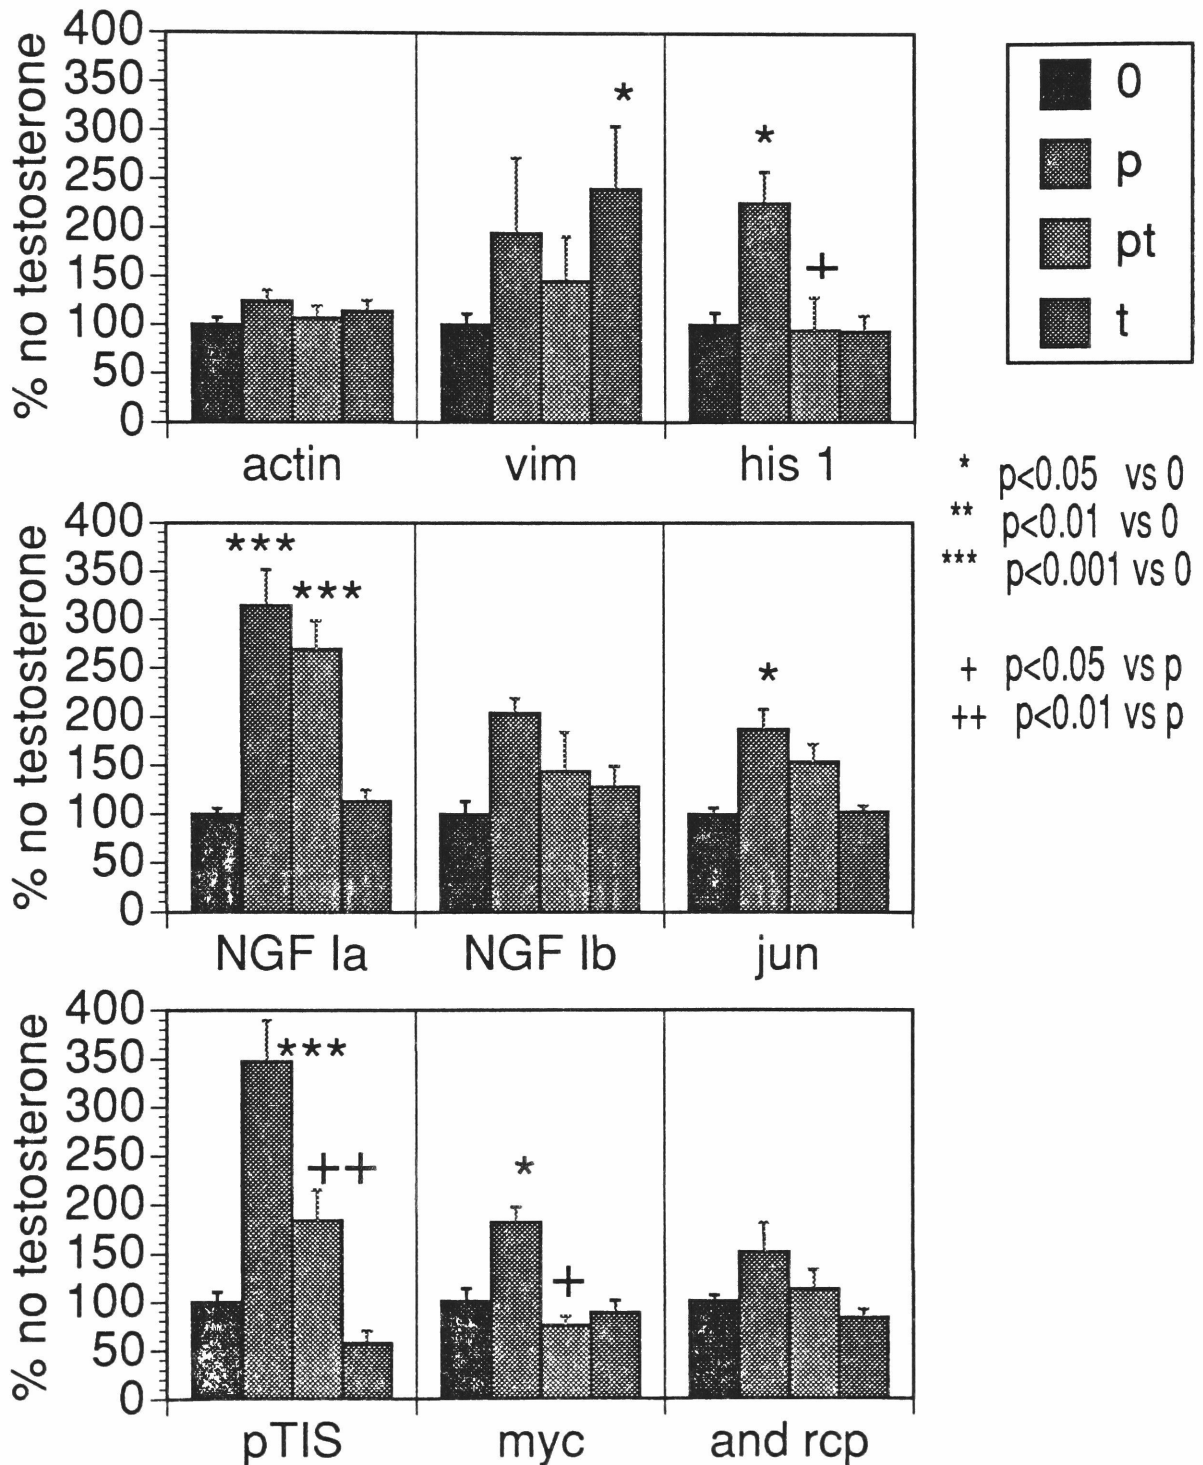 % no testosterone
400
350
300
250
200
150
100
50
0
*
*
+
actin vim his 1
0
p
pt
t
* p<0.05 vs 0
** p<0.01 vs 0
*** p<0.001 vs 0
+ p<0.05 vs p
++ p<0.01 vs p
% no testosterone
400
350
300
250
200
150
100
50
0
***
***
*
NGF Ia NGF Ib jun
% no testosterone
400
350
300
250
200
150
100
50
0
***
++
*
+
pTIS myc and rcp